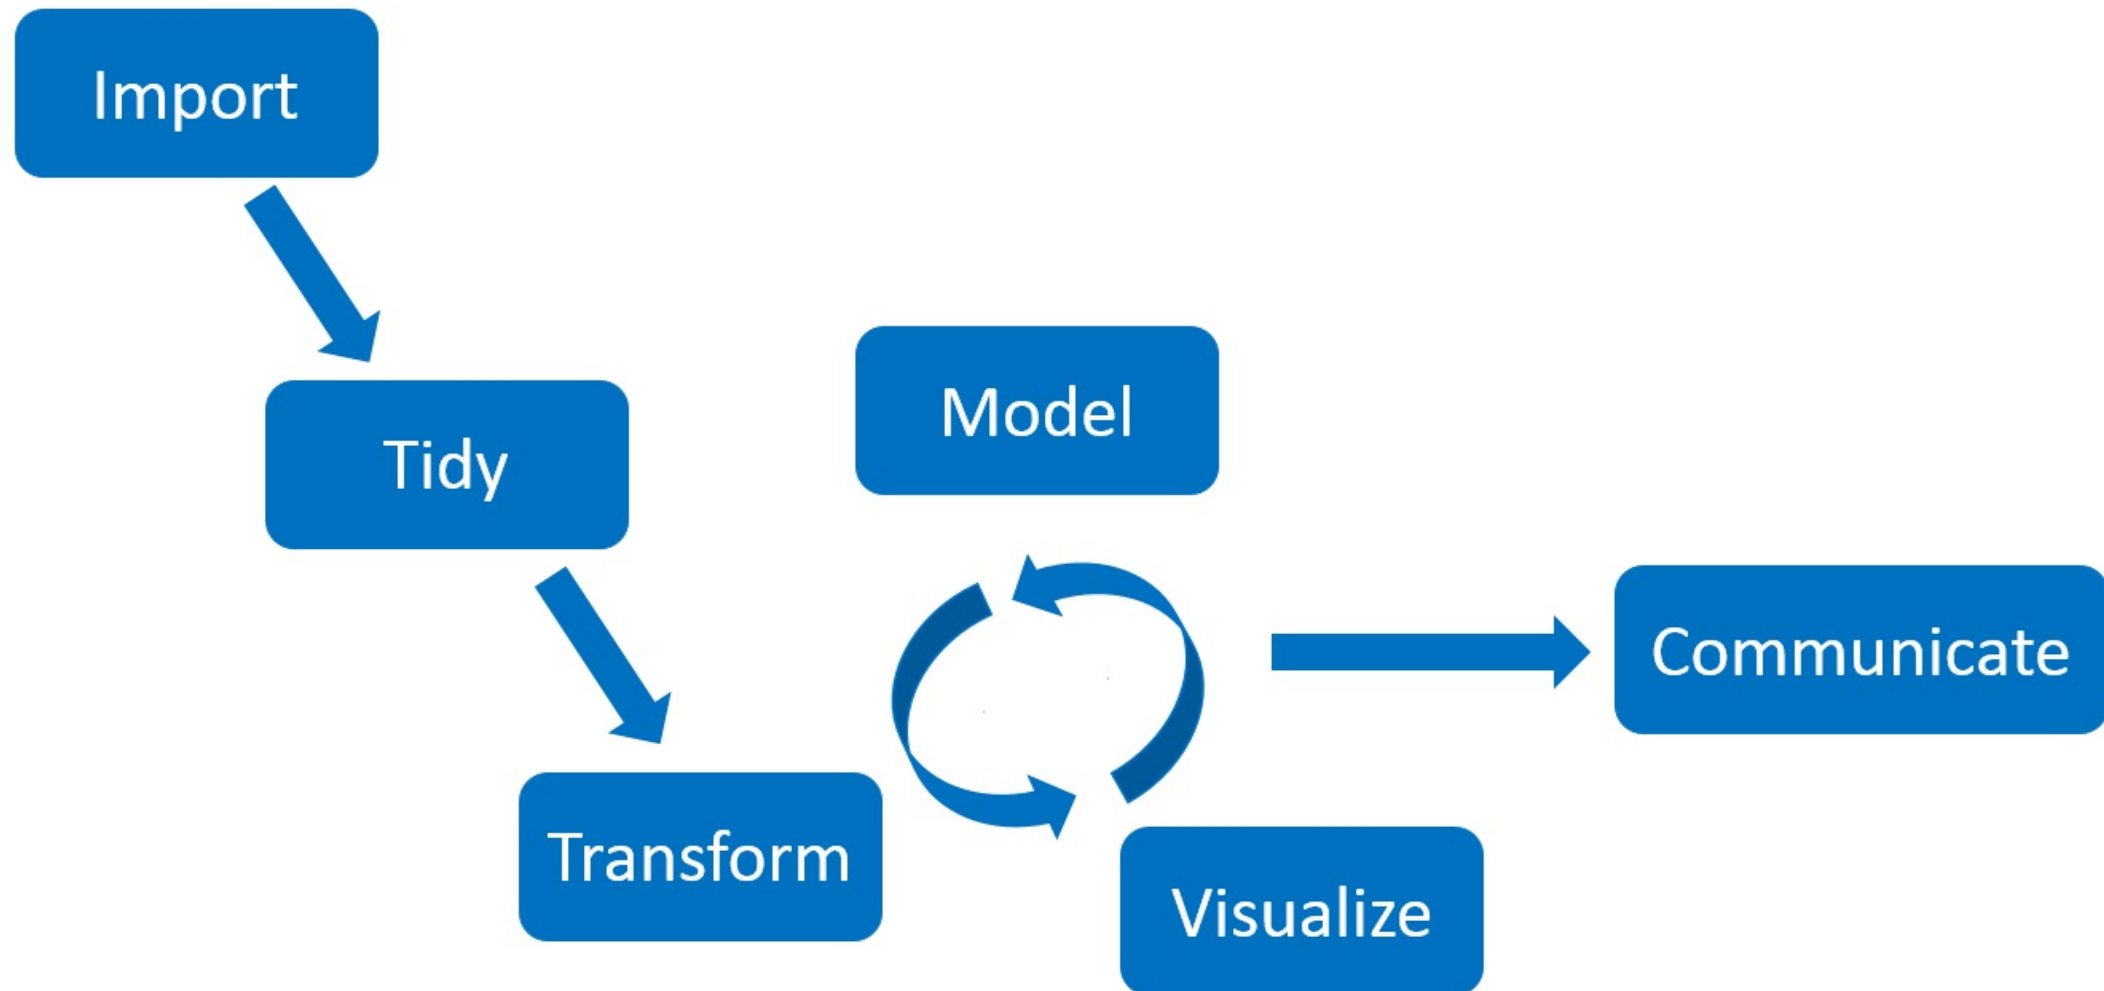 Import
Tidy
Model
Transform
Visualize
Communicate